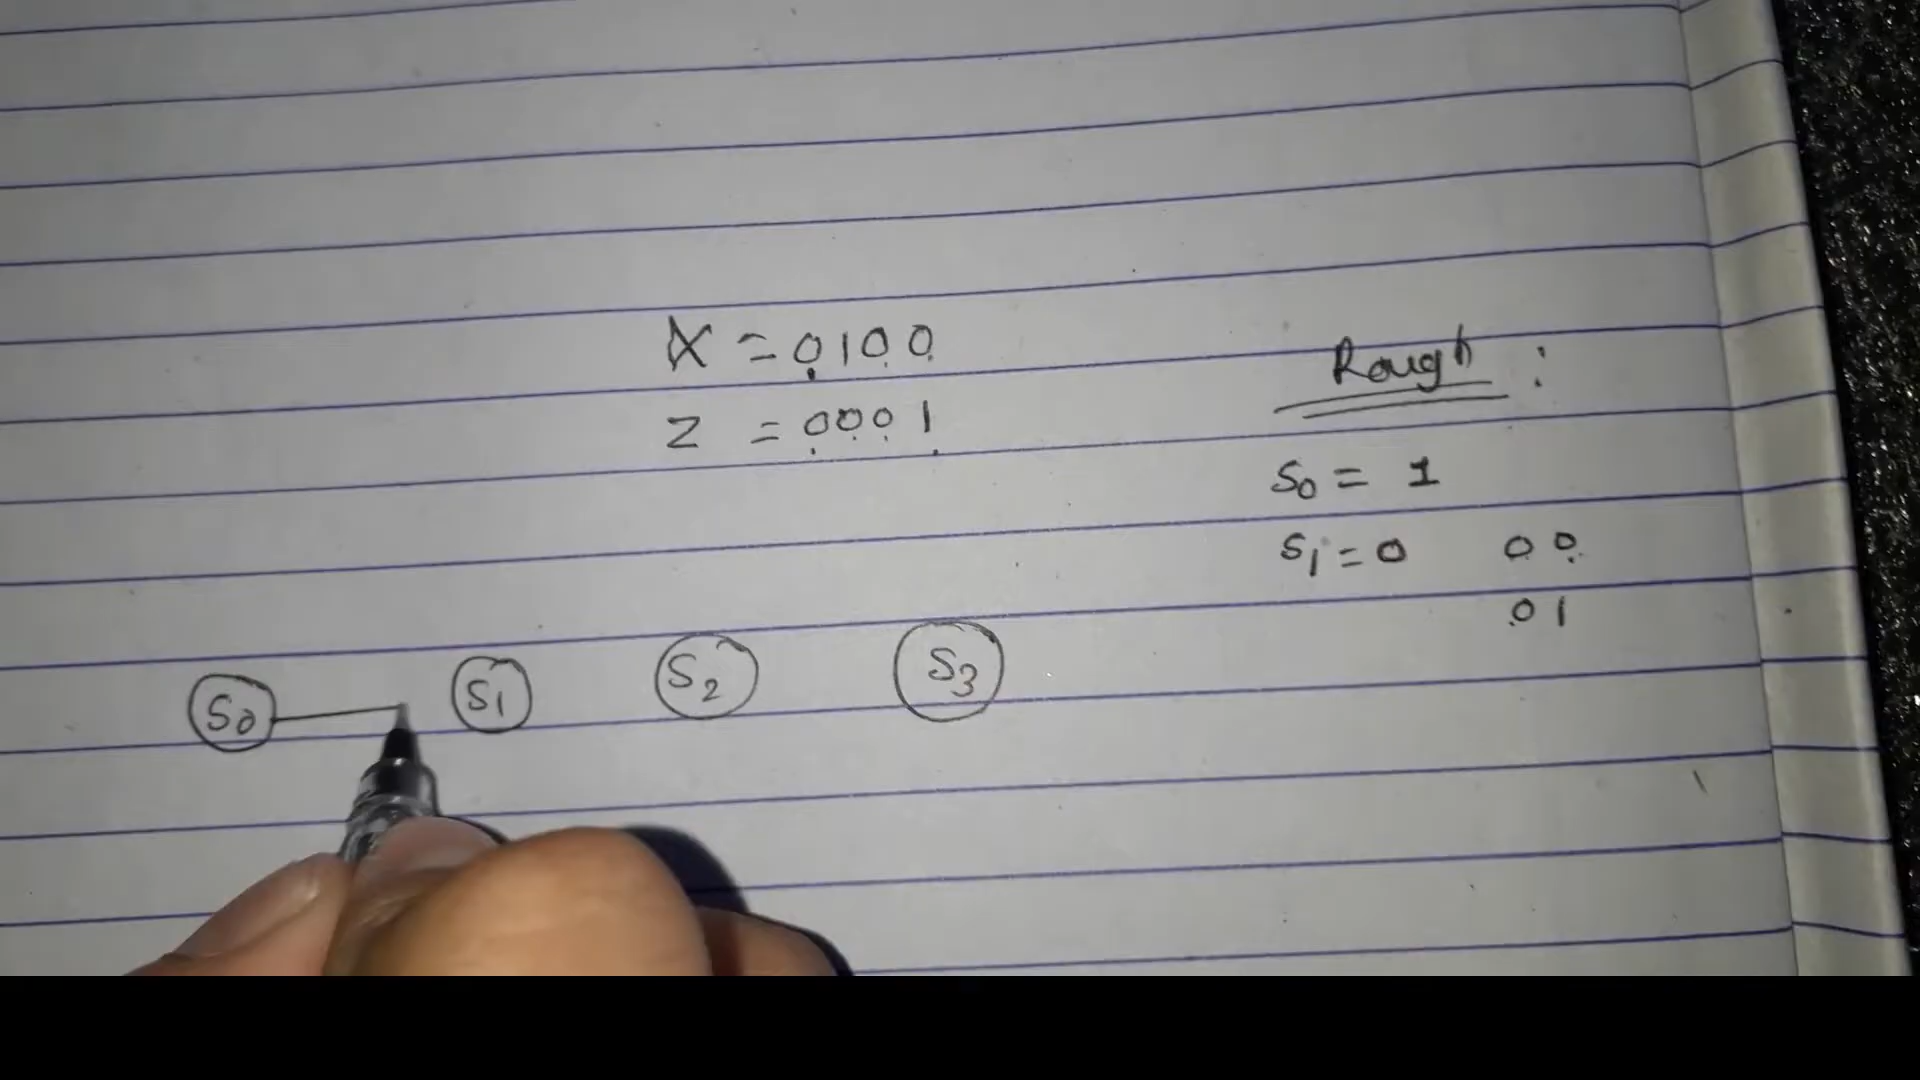 X = 0100
Z = 0001
Rough :
S0 = 1
S1 = 0 00
01
S0 S1 S2 S3